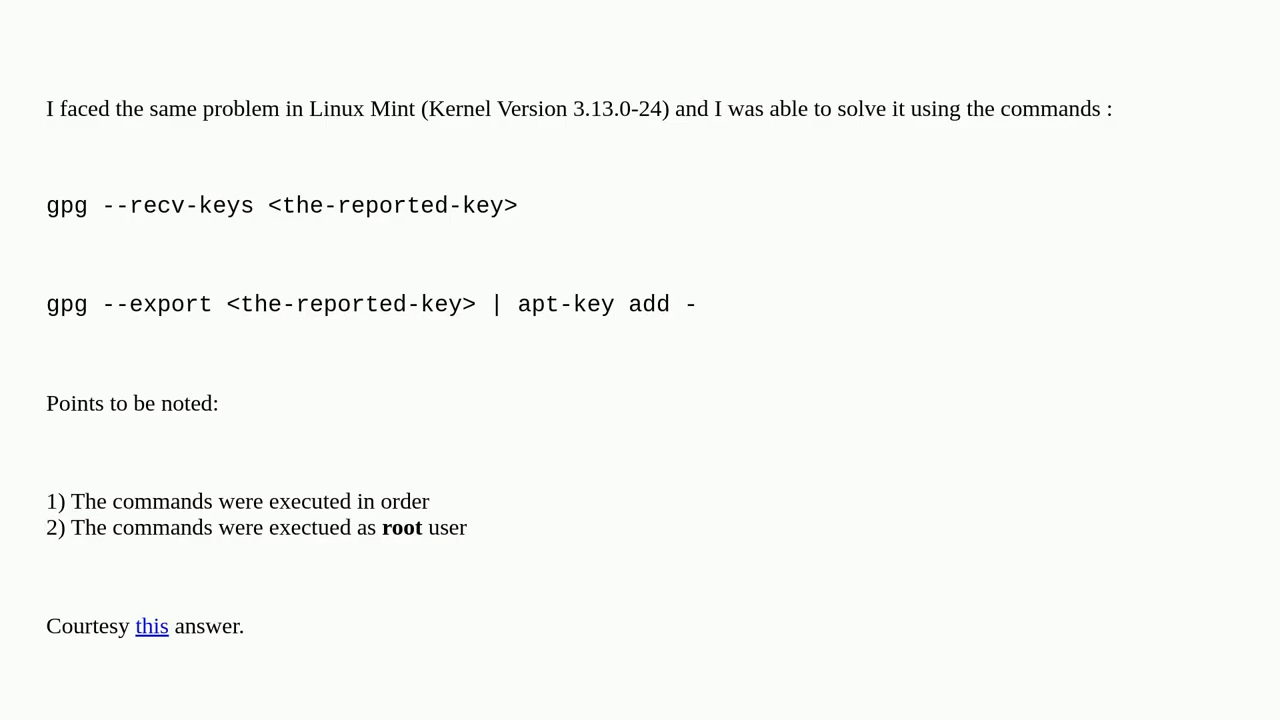 I faced the same problem in Linux Mint (Kernel Version 3.13.0-24) and I was able to solve it using the commands :
gpg --recv-keys <the-reported-key>
gpg --export <the-reported-key> | apt-key add -
Points to be noted:
1) The commands were executed in order
2) The commands were exectued as root user
Courtesy this answer.